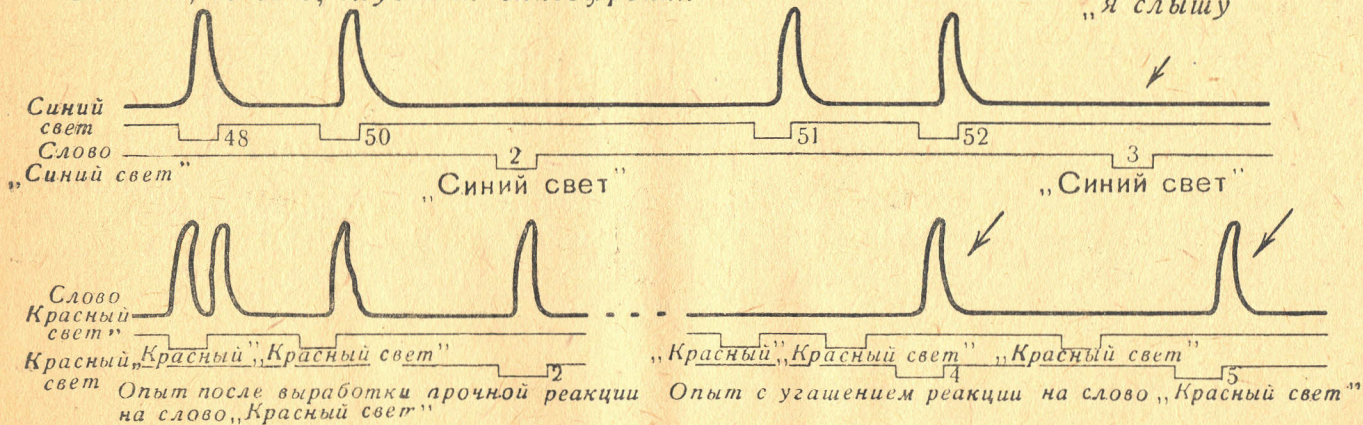 „я слышу
Синий
свет
48 50 51 52
Слово
„Синий свет”
2 3
„Синий свет” „Синий свет”
Слово
Красный
свет”
„Красный” „Красный свет” „Красный” „Красный свет” „Красный свет”
Красный
свет
2 4 5
Опыт после выработки прочной реакции
на слово „Красный свет”
Опыт с угашением реакции на слово „Красный свет”